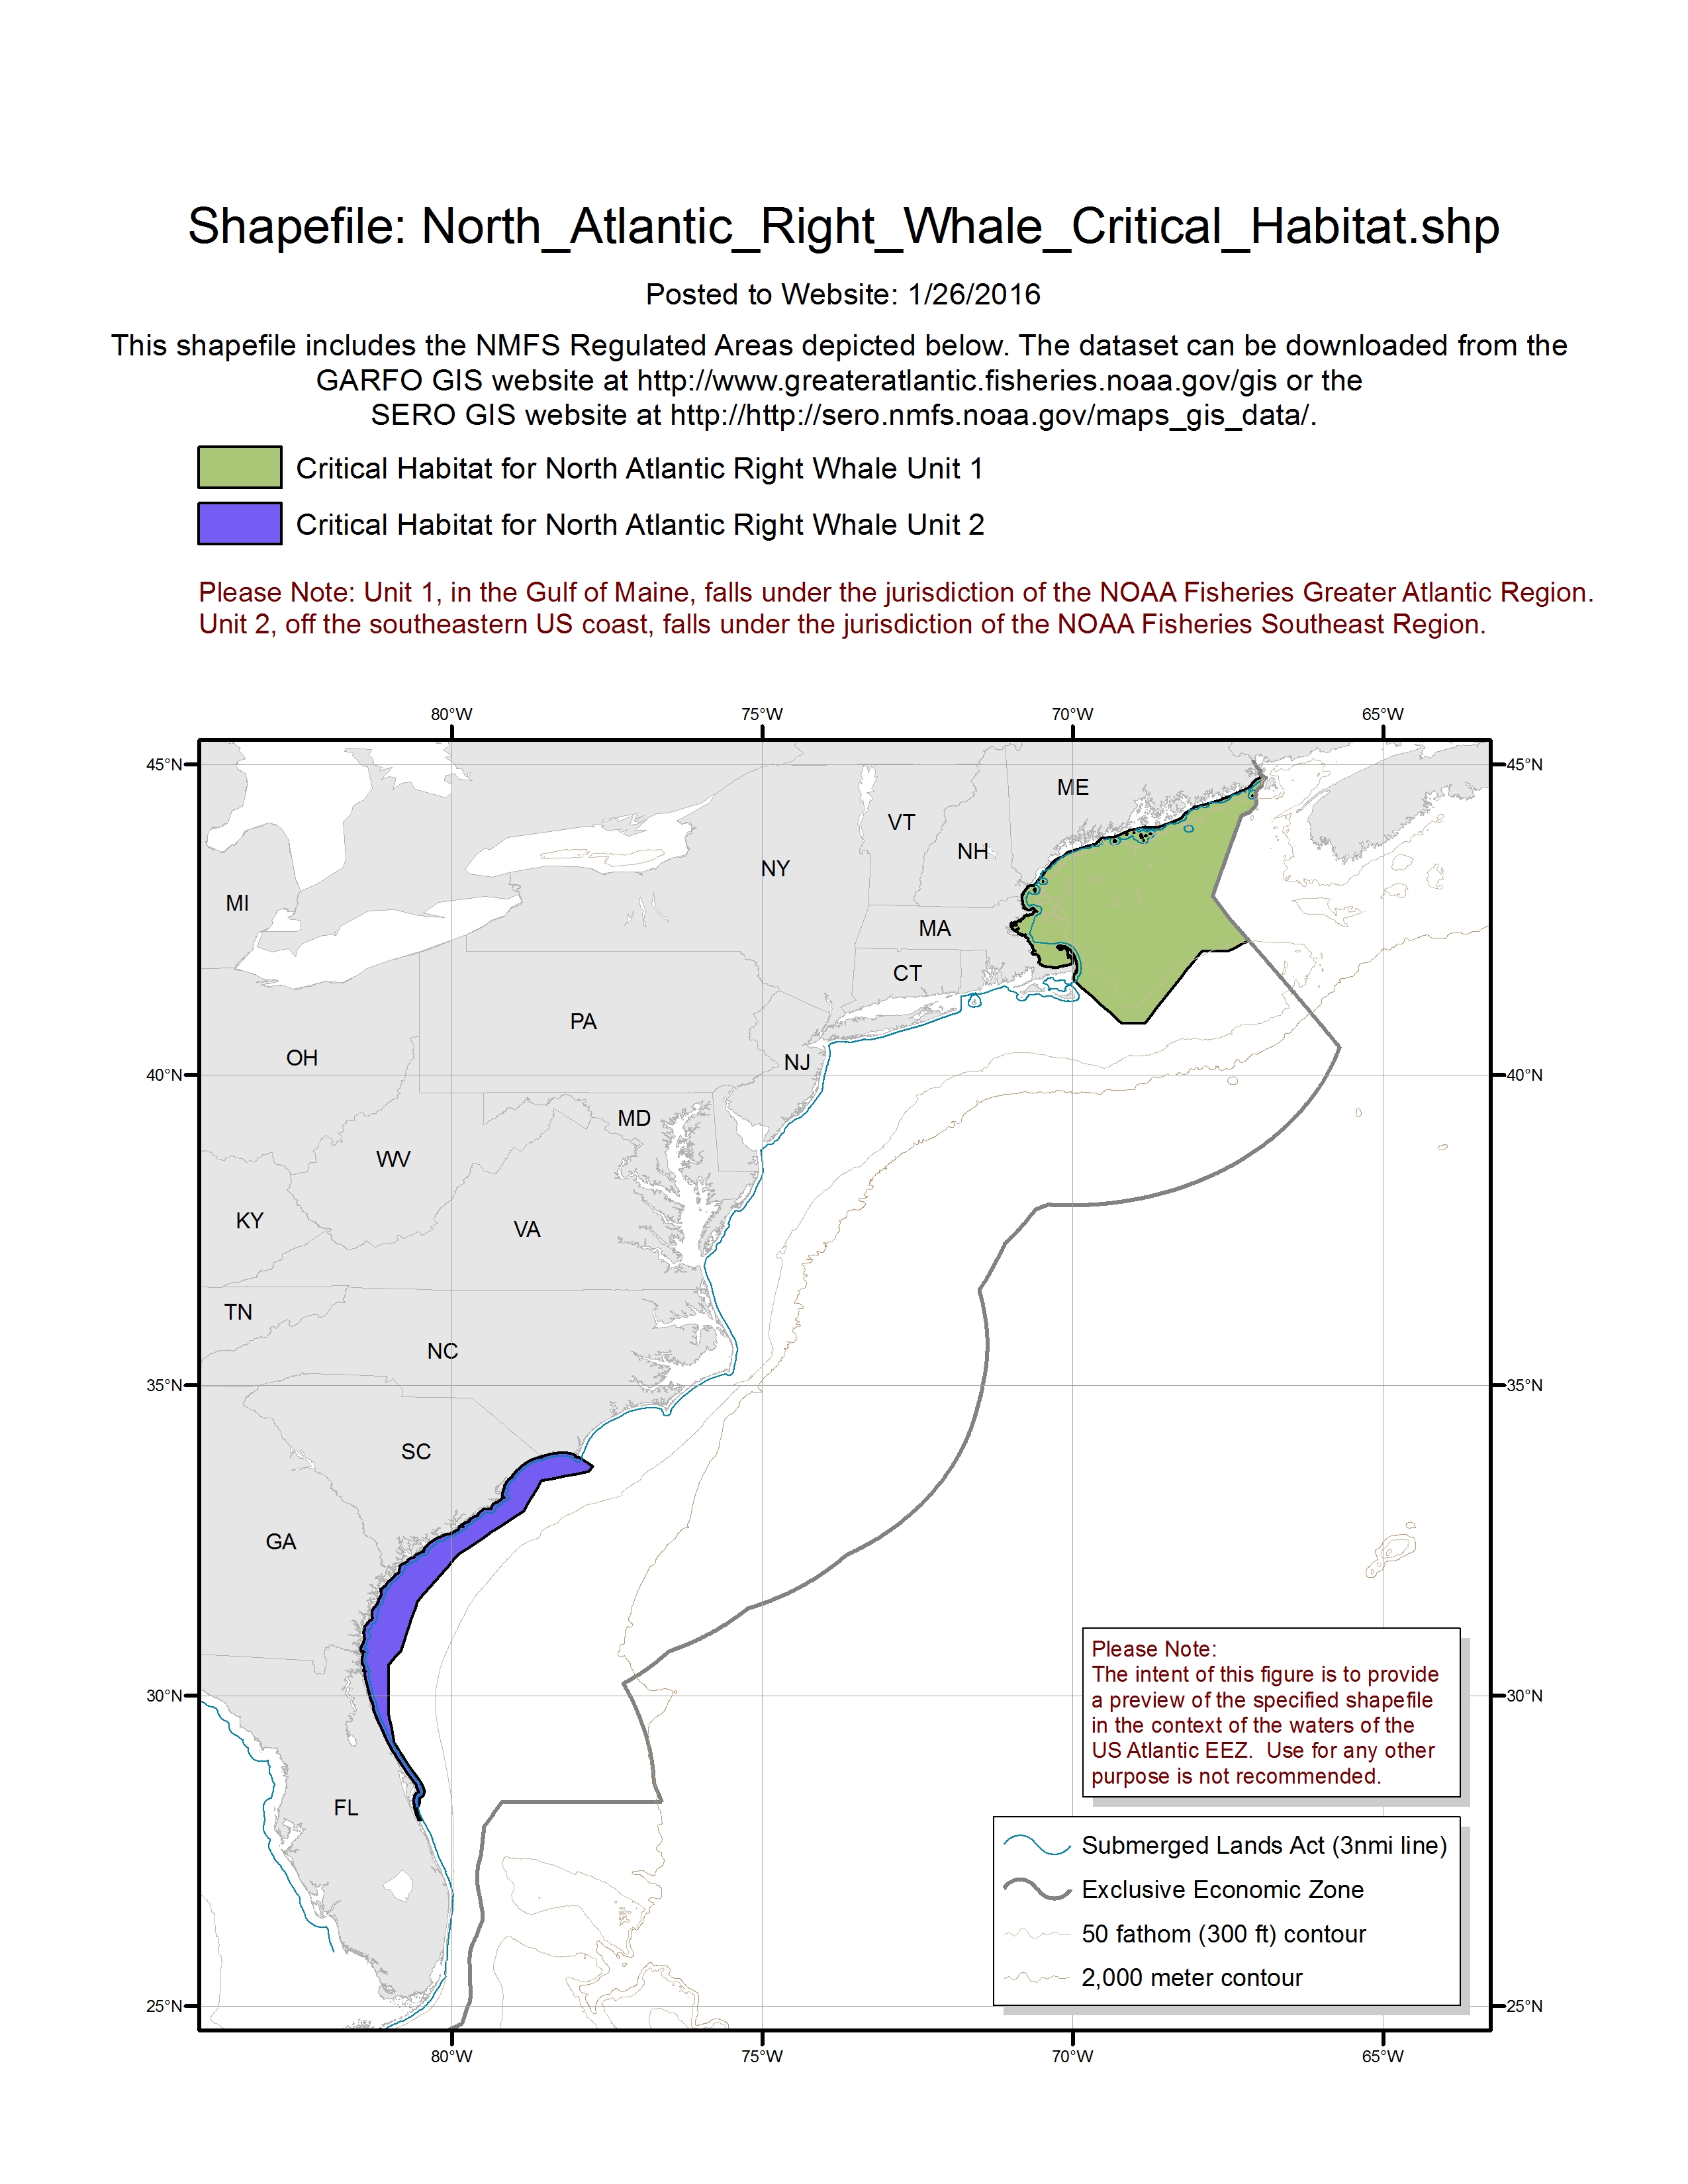 Shapefile: North_Atlantic_Right_Whale_Critical_Habitat.shp
Posted to Website: 1/26/2016
This shapefile includes the NMFS Regulated Areas depicted below. The dataset can be downloaded from the
GARFO GIS website at http://www.greateratlantic.fisheries.noaa.gov/gis or the
SERO GIS website at http://http://sero.nmfs.noaa.gov/maps_gis_data/.
Critical Habitat for North Atlantic Right Whale Unit 1
Critical Habitat for North Atlantic Right Whale Unit 2
Please Note: Unit 1, in the Gulf of Maine, falls under the jurisdiction of the NOAA Fisheries Greater Atlantic Region.
Unit 2, off the southeastern US coast, falls under the jurisdiction of the NOAA Fisheries Southeast Region.
80°W 75°W 70°W 65°W
45°N 45°N
ME
VT
NH
NY
MI
MA
CT
PA
OH
NJ
40°N 40°N
MD
WV
KY
VA
TN
NC
35°N 35°N
SC
GA
Please Note:
The intent of this figure is to provide
a preview of the specified shapefile
in the context of the waters of the
US Atlantic EEZ. Use for any other
purpose is not recommended.
30°N 30°N
FL
Submerged Lands Act (3nmi line)
Exclusive Economic Zone
50 fathom (300 ft) contour
2,000 meter contour
25°N 25°N
80°W 75°W 70°W 65°W